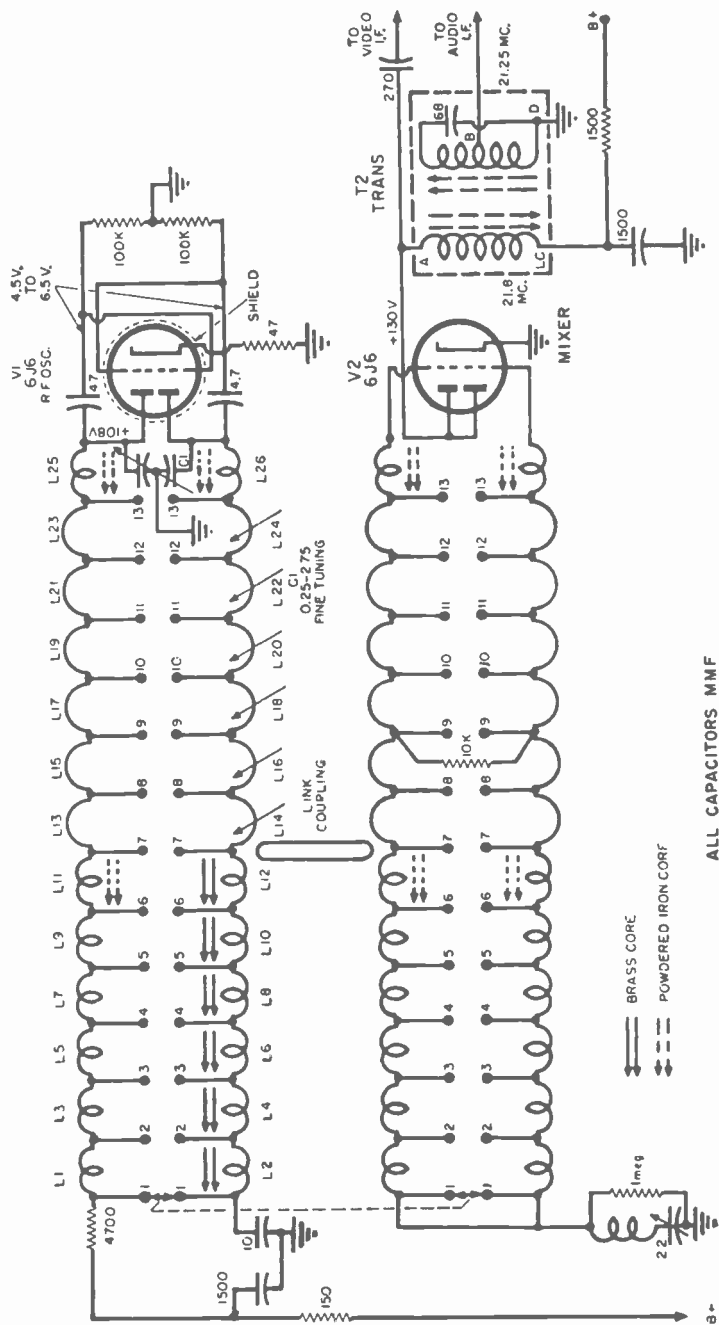 V1
6J6
RF OSC.
4.5V.
TO
6.5 V.
L1 L3 L5 L7 L9 L11 L13 L15 L17 L19 L21 L23 L25
+108V
47
100K
100K
4700
1 2 3 4 5 6 7 8 9 10 11 12 13
1 2 3 4 5 6 7 8 9 10 11 12 13
C1
4.7
SHIELD
47
1500
10
150
L2 L4 L6 L8 L10 L12 L14 L16 L18 L20 L22 L24 L26
LINK
COUPLING
C1
0.25-2.75
FINE TUNING
V2
6J6
+130 V
T2
TRANS
270
TO
VIDEO
I.F.
TO
AUDIO
I.F.
21.25 MC.
A
68
B
D
LC
21.8
MC.
1 2 3 4 5 6 7 8 9 10 11 12 13
1 2 3 4 5 6 7 8 9 10 11 12 13
10K
MIXER
1500
1500
B+
1meg
22
B+
BRASS CORE
POWDERED IRON CORE
ALL CAPACITORS MMF